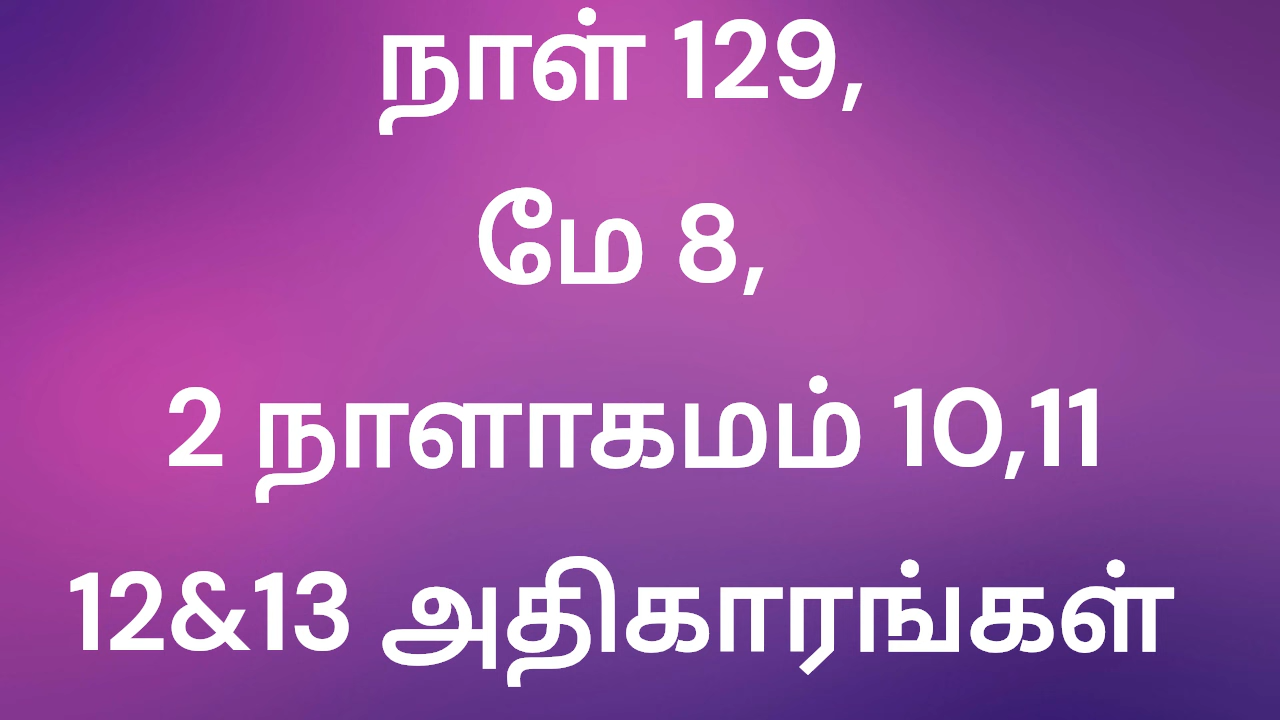 நாள் 129,
மே 8,
2 நாளாகமம் 10,11
12&13 அதிகாரங்கள்